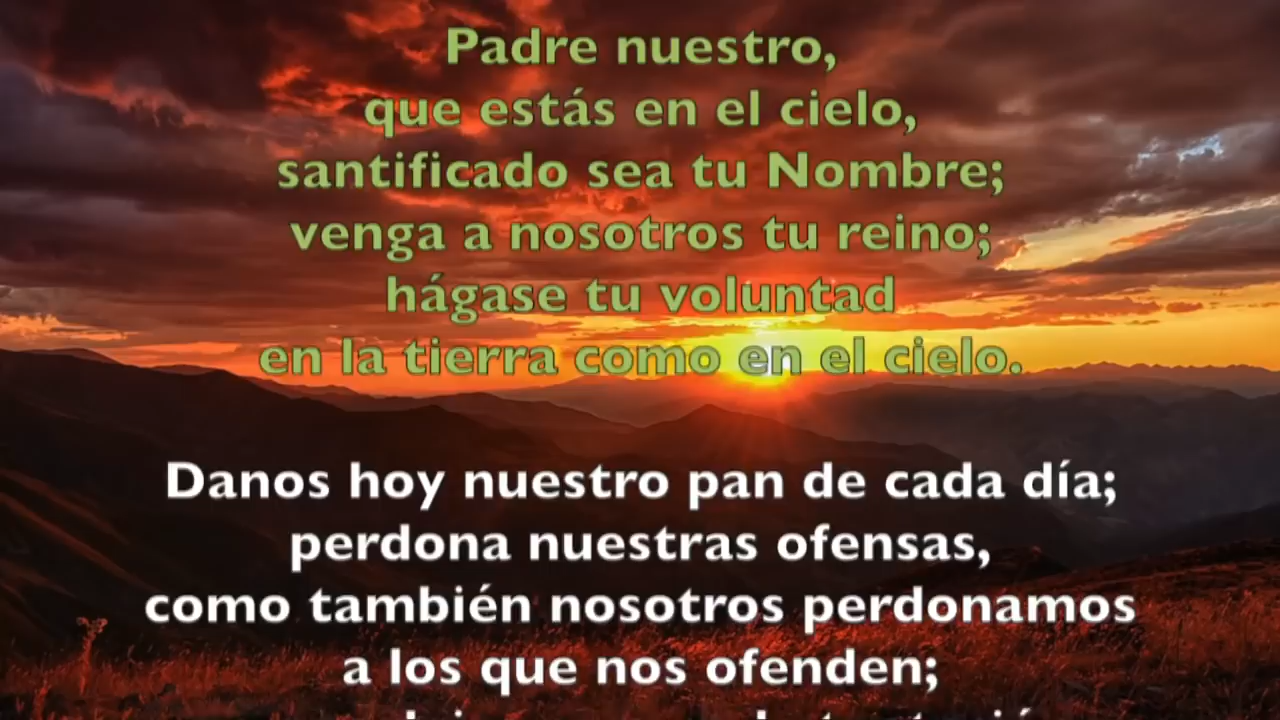 Padre nuestro,
que estás en el cielo,
santificado sea tu Nombre;
venga a nosotros tu reino;
hágase tu voluntad
en la tierra como en el cielo.
Danos hoy nuestro pan de cada día;
perdona nuestras ofensas,
como también nosotros perdonamos
a los que nos ofenden;